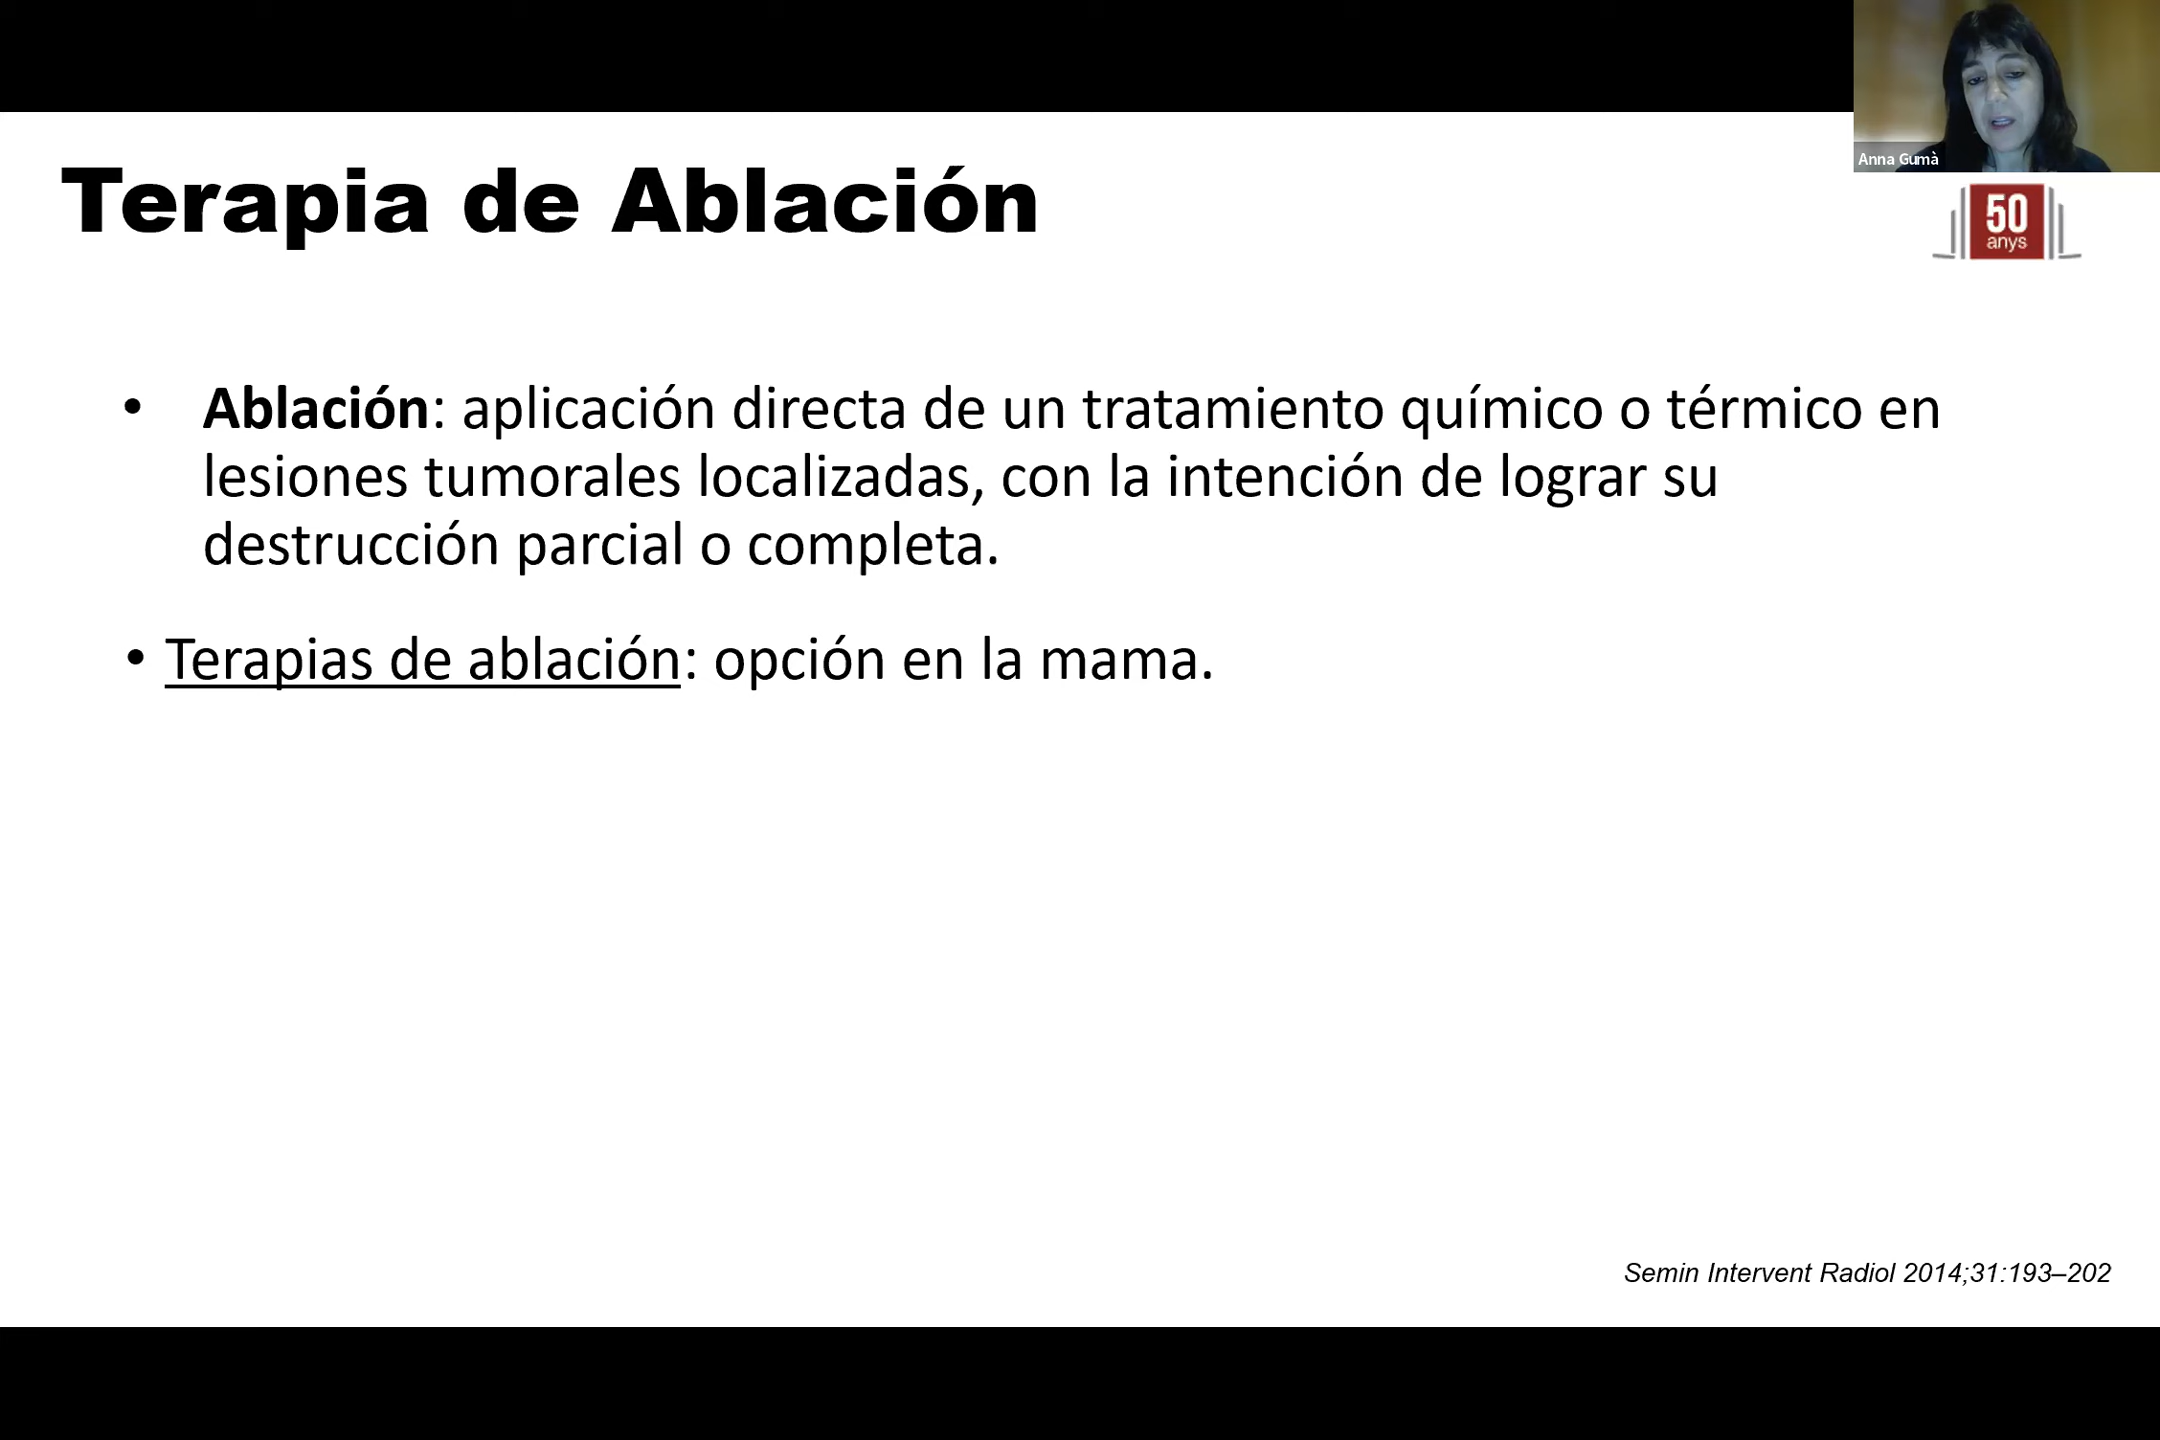 Anna Gumà
Terapia de Ablación
50
anys
• Ablación: aplicación directa de un tratamiento químico o térmico en
lesiones tumorales localizadas, con la intención de lograr su
destrucción parcial o completa.
• Terapias de ablación: opción en la mama.
Semin Intervent Radiol 2014;31:193–202